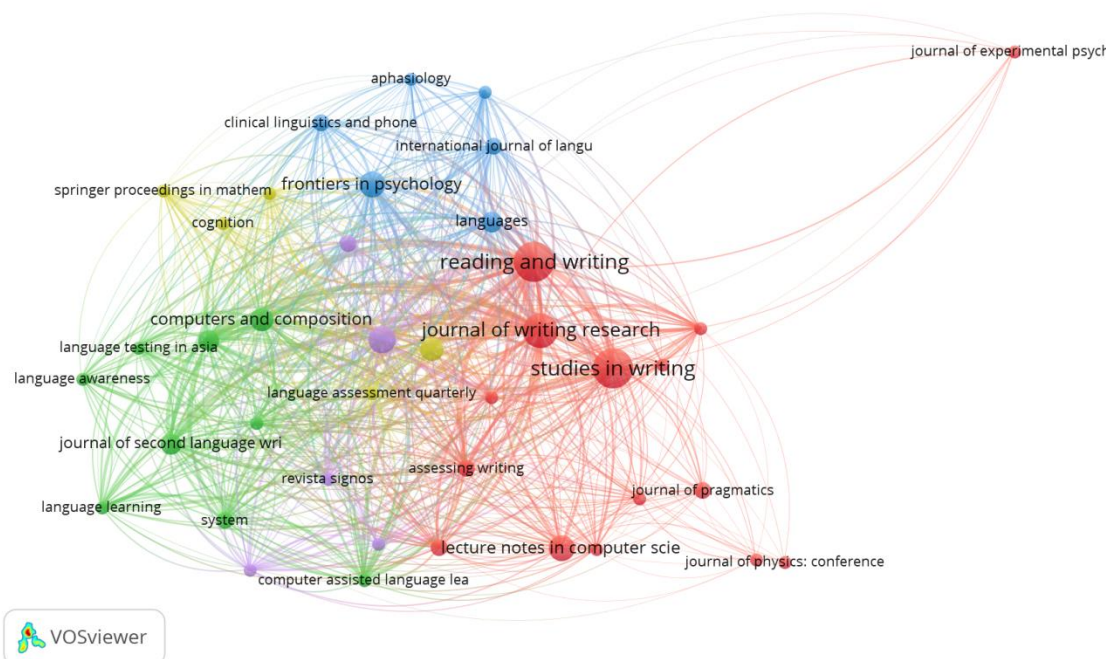 journal of experimental psych
aphasiology
clinical linguistics and phone
international journal of langu
springer proceedings in mathem
frontiers in psychology
cognition
languages
reading and writing
computers and composition
journal of writing research
language testing in asia
studies in writing
language awareness
language assessment quarterly
journal of second language wri
assessing writing
revista signos
journal of pragmatics
language learning
system
lecture notes in computer scie
journal of physics: conference
computer assisted language lea
VOSviewer